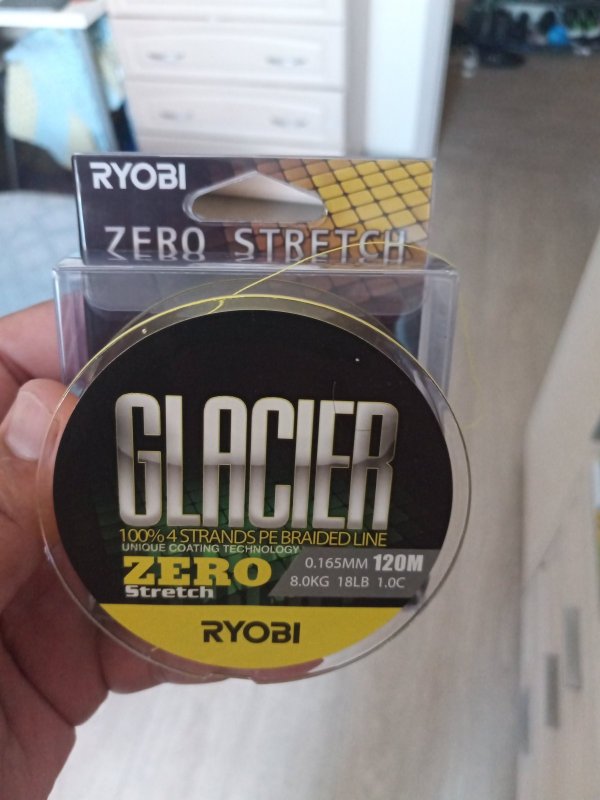 RYOBI
ZERO STRETCH
GLACIER
100% 4 STRANDS PE BRAIDED LINE
UNIQUE COATING TECHNOLOGY
ZERO
Stretch
0.165MM 120M
8.0KG 18LB 1.0C
RYOBI